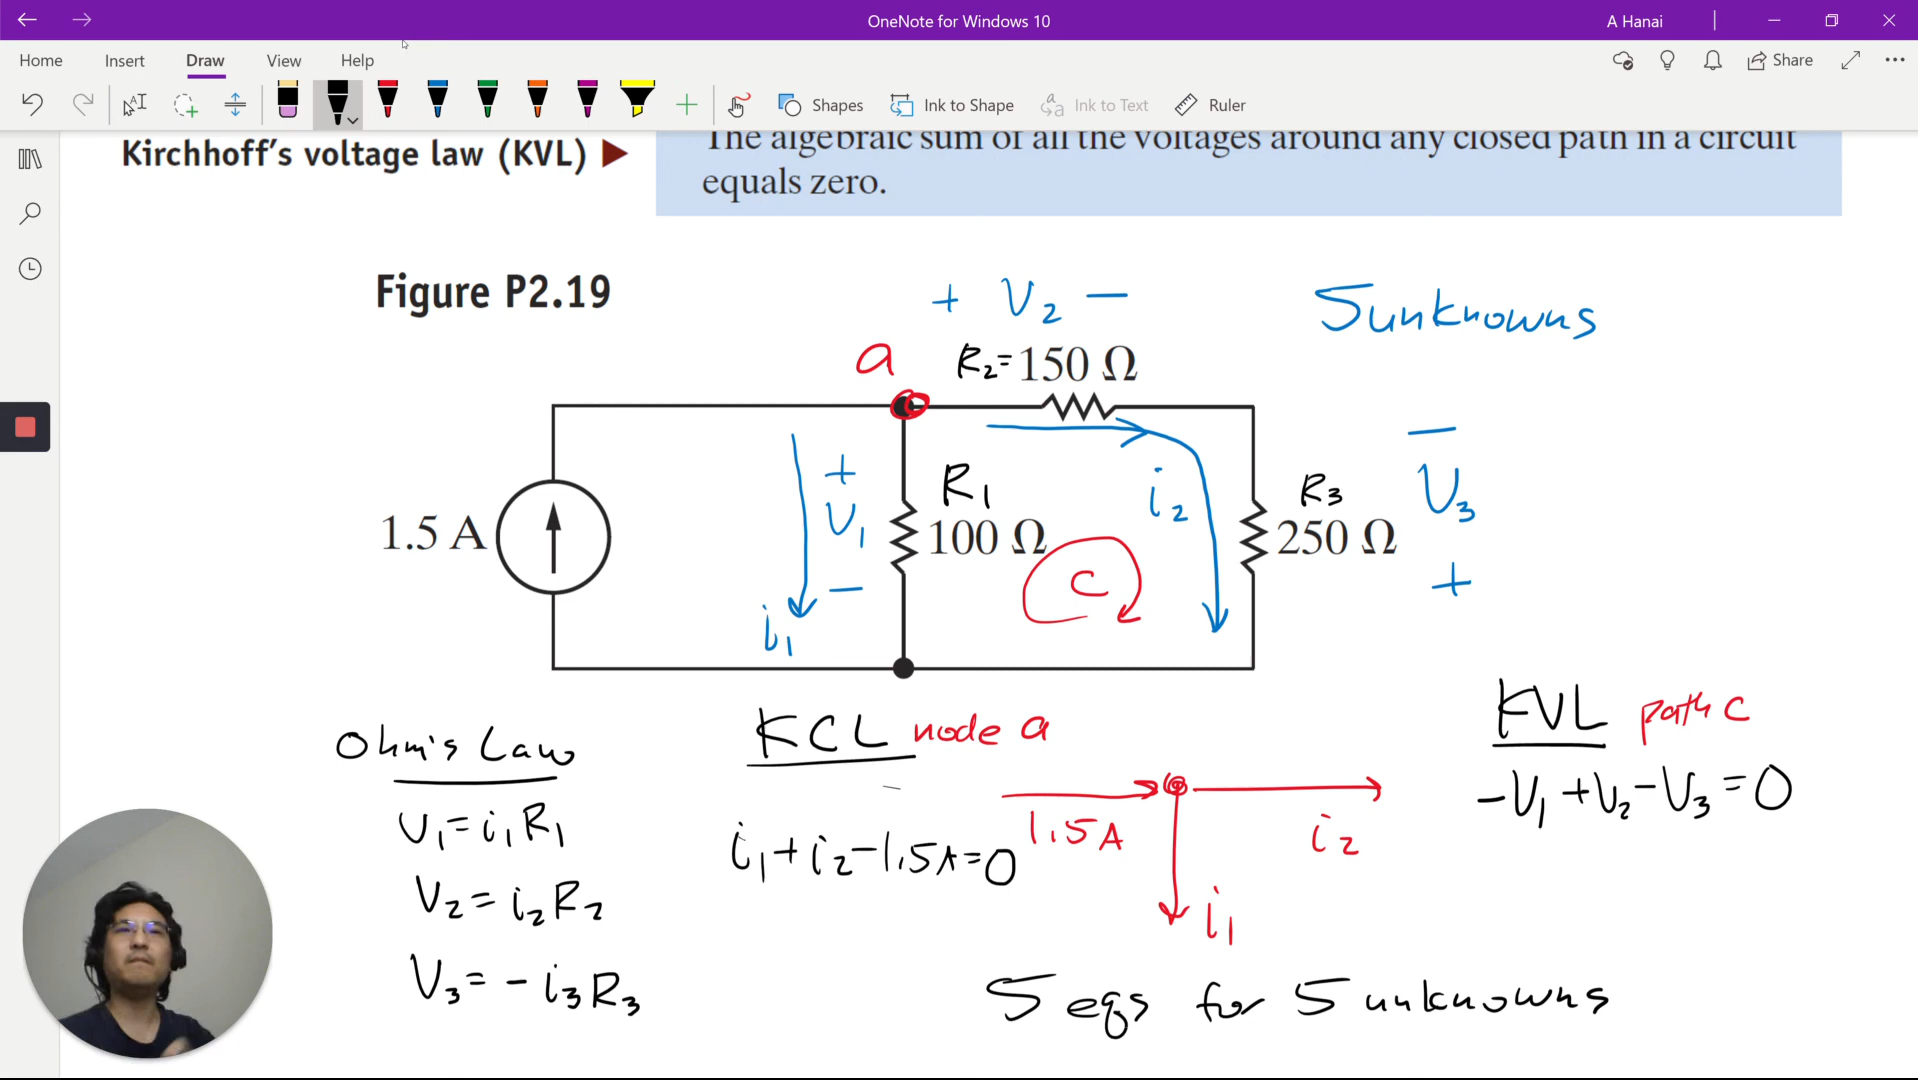 OneNote for Windows 10
A Hanai
Home Insert Draw View Help
Share
Shapes Ink to Shape Ink to Text Ruler
Kirchhoff's voltage law (KVL) ▶
The algebraic sum of all the voltages around any closed path in a circuit
equals zero.
Figure P2.19
+ V2 −
5 unknowns
a
R2= 150 Ω
1.5 A
+
V1
−
i1
R1
100 Ω
c
i2
R3
250 Ω
−
V3
+
Ohm's Law
V1 = i1R1
V2 = i2R2
V3 = - i3R3
KCL node a
i1 + i2 − 1.5A = 0
1.5A
i2
i1
KVL path c
−V1 + V2 − V3 = 0
5 eqs for 5 unknowns